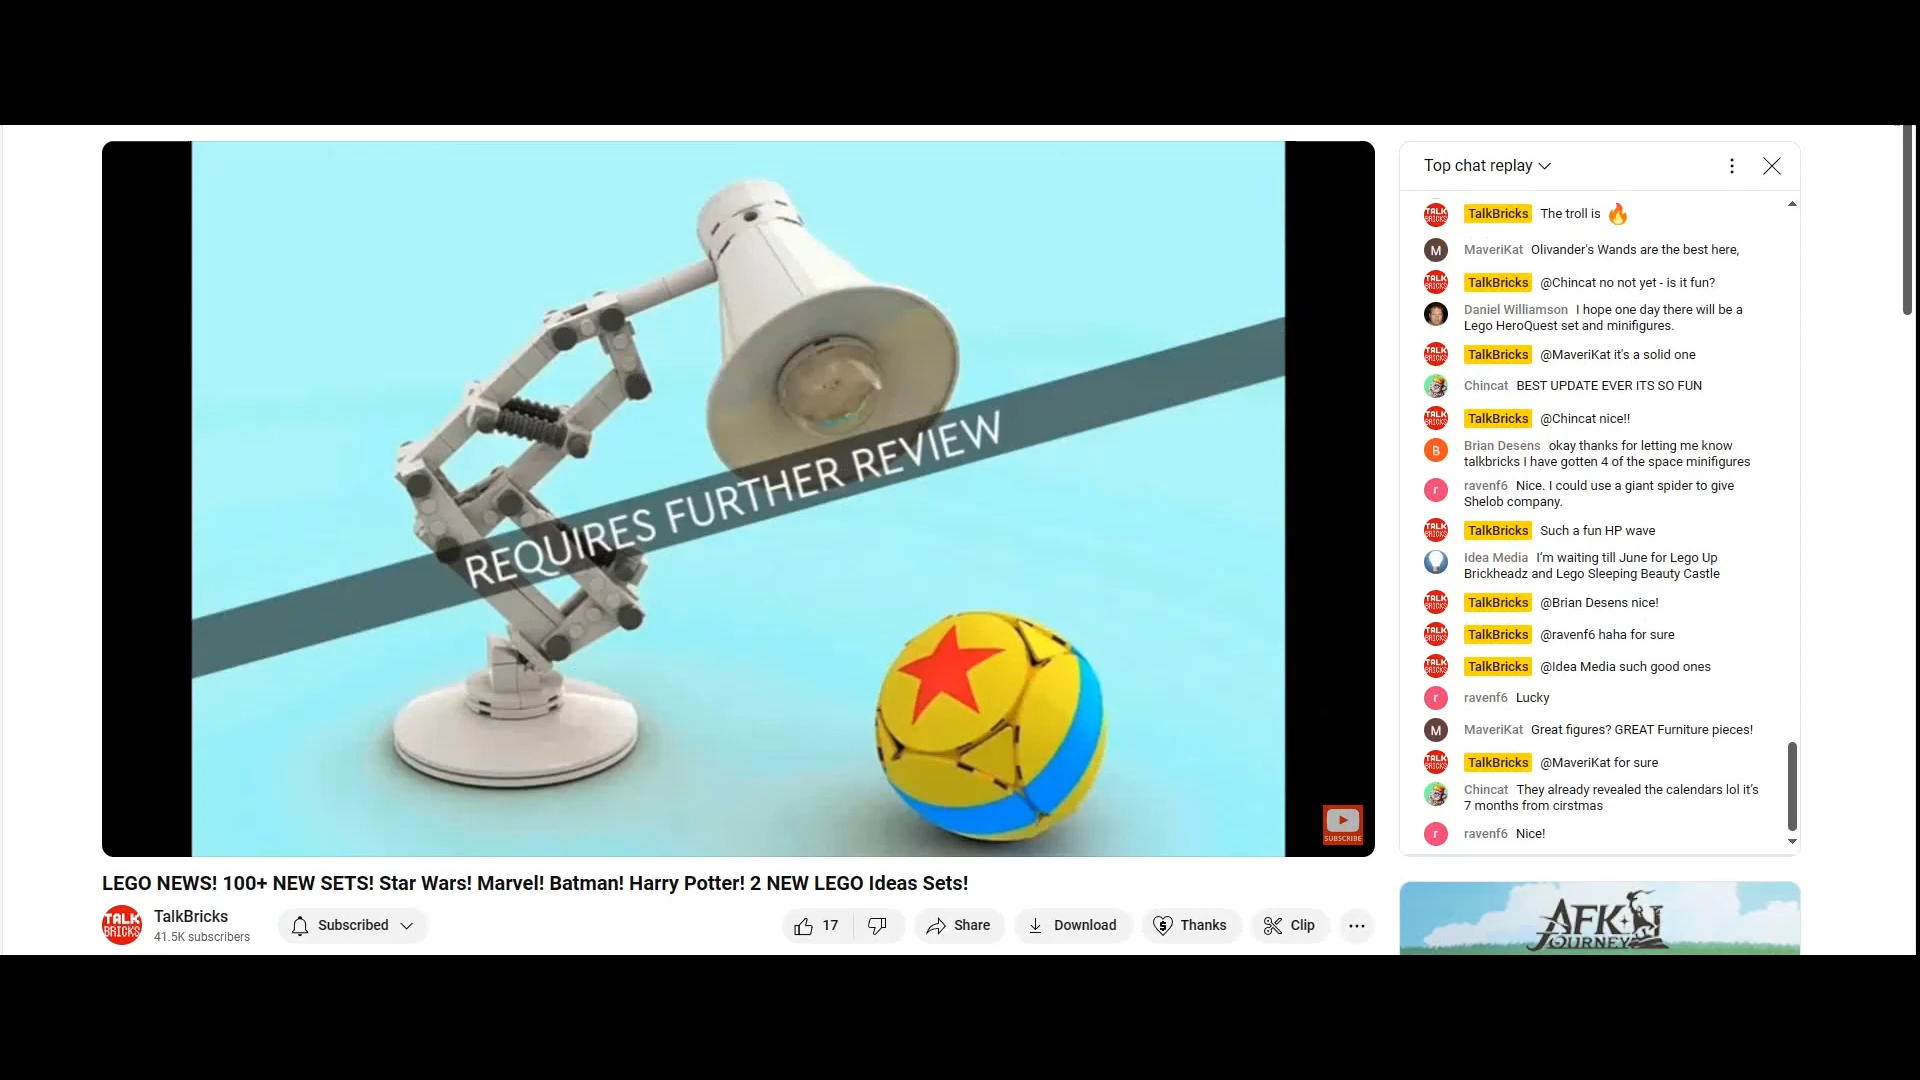 REQUIRES FURTHER REVIEW
SUBSCRIBE
LEGO NEWS! 100+ NEW SETS! Star Wars! Marvel! Batman! Harry Potter! 2 NEW LEGO Ideas Sets!
TALK
BRICKS
TalkBricks
41.5K subscribers
Subscribed
17
Share
Download
Thanks
Clip
Top chat replay
TalkBricks The troll is 🔥
M MaveriKat Olivander's Wands are the best here,
TalkBricks @Chincat no not yet - is it fun?
Daniel Williamson I hope one day there will be a
Lego HeroQuest set and minifigures.
TalkBricks @MaveriKat it's a solid one
Chincat BEST UPDATE EVER ITS SO FUN
TalkBricks @Chincat nice!!
B Brian Desens okay thanks for letting me know
talkbricks I have gotten 4 of the space minifigures
r ravenf6 Nice. I could use a giant spider to give
Shelob company.
TalkBricks Such a fun HP wave
Idea Media I'm waiting till June for Lego Up
Brickheadz and Lego Sleeping Beauty Castle
TalkBricks @Brian Desens nice!
TalkBricks @ravenf6 haha for sure
TalkBricks @Idea Media such good ones
r ravenf6 Lucky
M MaveriKat Great figures? GREAT Furniture pieces!
TalkBricks @MaveriKat for sure
Chincat They already revealed the calendars lol it's
7 months from cirstmas
r ravenf6 Nice!
AFK
JOURNEY